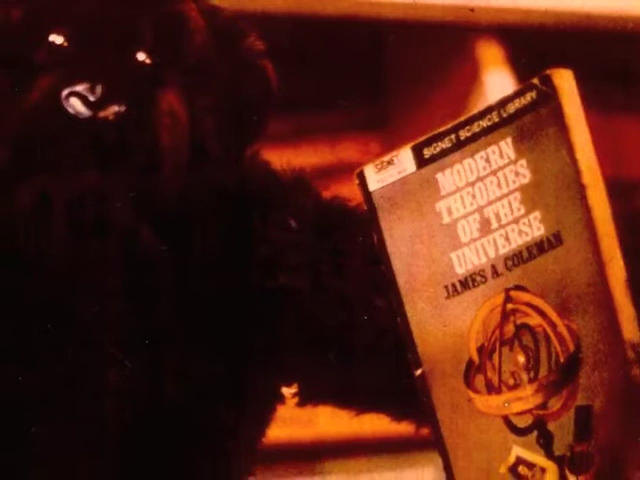 SIGNET
SIGNET SCIENCE LIBRARY
MODERN
THEORIES
OF THE
UNIVERSE
JAMES A. COLEMAN